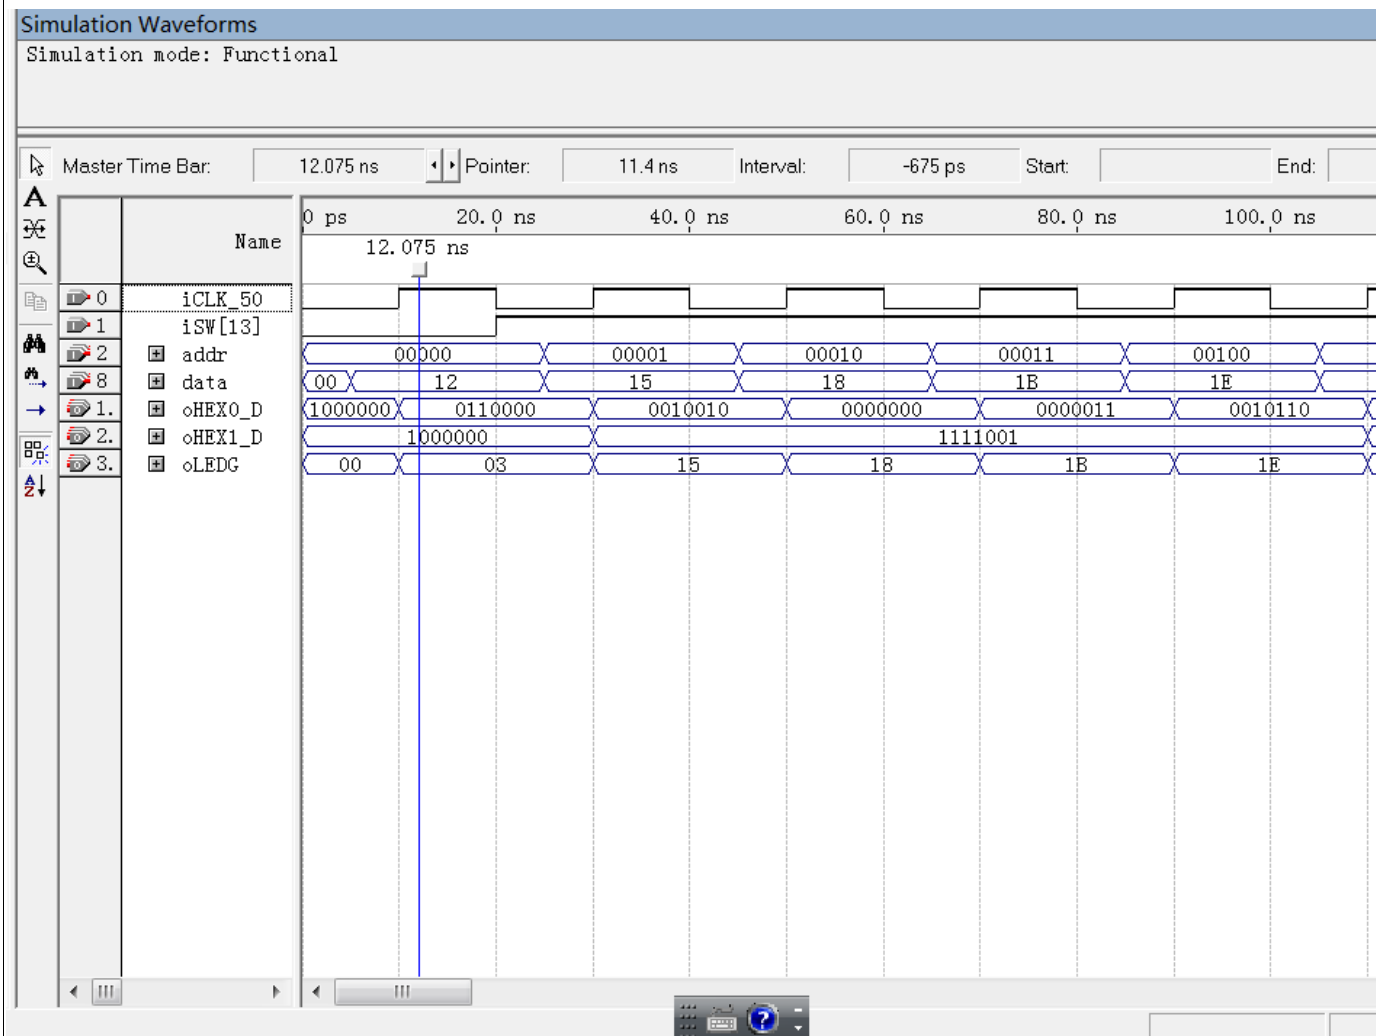 Simulation Waveforms
Simulation mode: Functional
Master Time Bar: 12.075 ns Pointer: 11.4 ns Interval: -675 ps Start: End:
A
Name 0 ps 20.0 ns 40.0 ns 60.0 ns 80.0 ns 100.0 ns
12.075 ns
0 iCLK_50
1 iSW[13]
2 addr 00000 00001 00010 00011 00100
8 data 00 12 15 18 1B 1E
1. oHEX0_D 1000000 0110000 0010010 0000000 0000011 0010110
2. oHEX1_D 1000000 1111001
3. oLEDG 00 03 15 18 1B 1E
A
Z
?